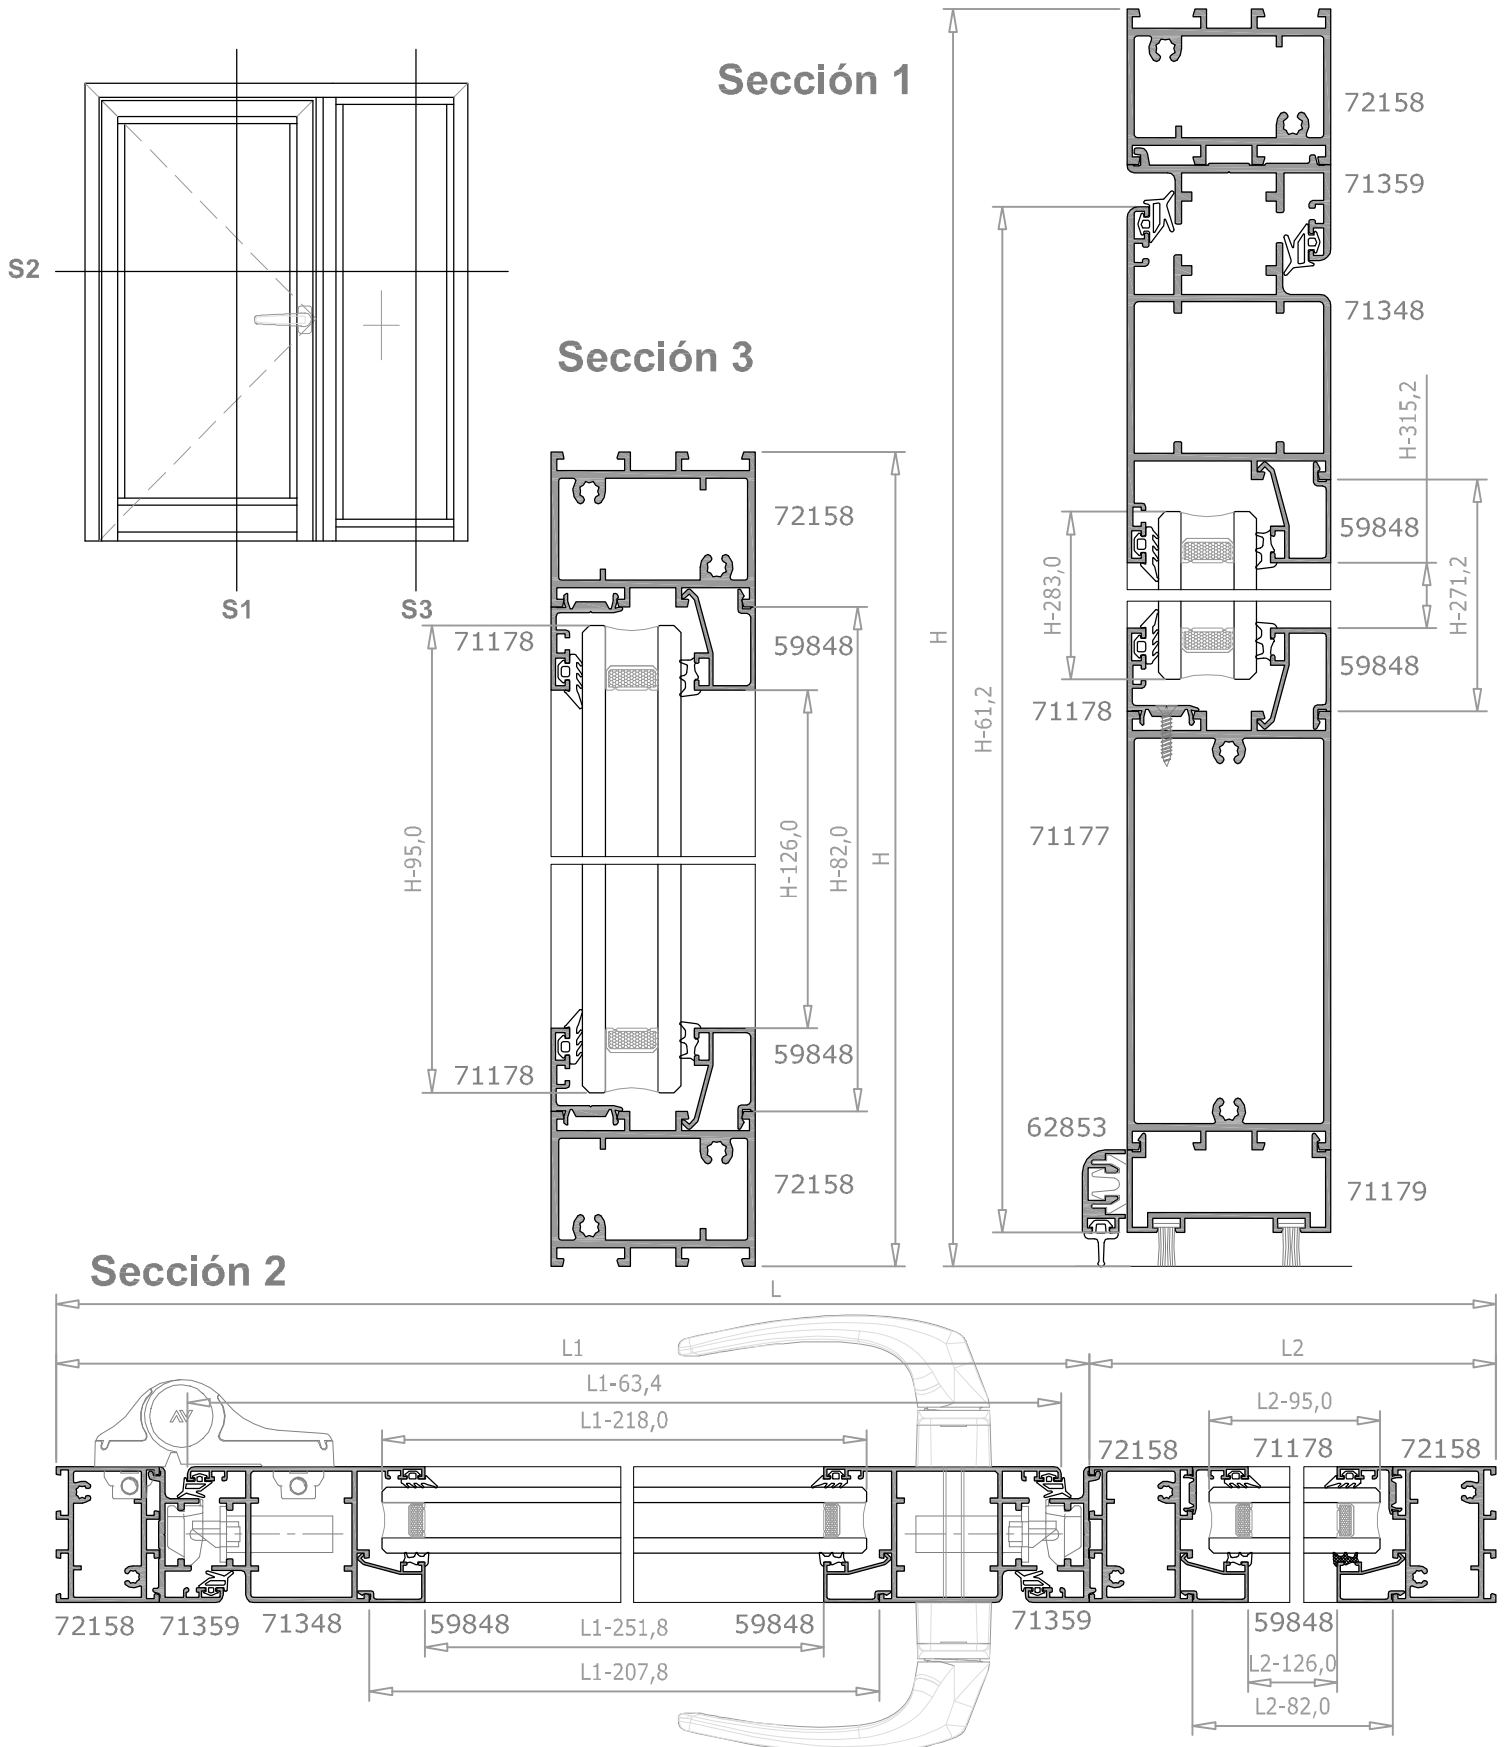 Sección 1
72158
71359
S2
71348
Sección 3
H-315,2
72158
59848
H-283,0
H-271,2
S1
S3
71178
59848
H
59848
71178
H-61,2
71177
H-95,0
H-126,0
H-82,0
H
59848
71178
62853
72158
71179
Sección 2
L
L1
L2
L1-63,4
L2-95,0
L1-218,0
72158
71178
72158
72158
71359
71348
59848
L1-251,8
59848
71359
59848
L2-126,0
L1-207,8
L2-82,0